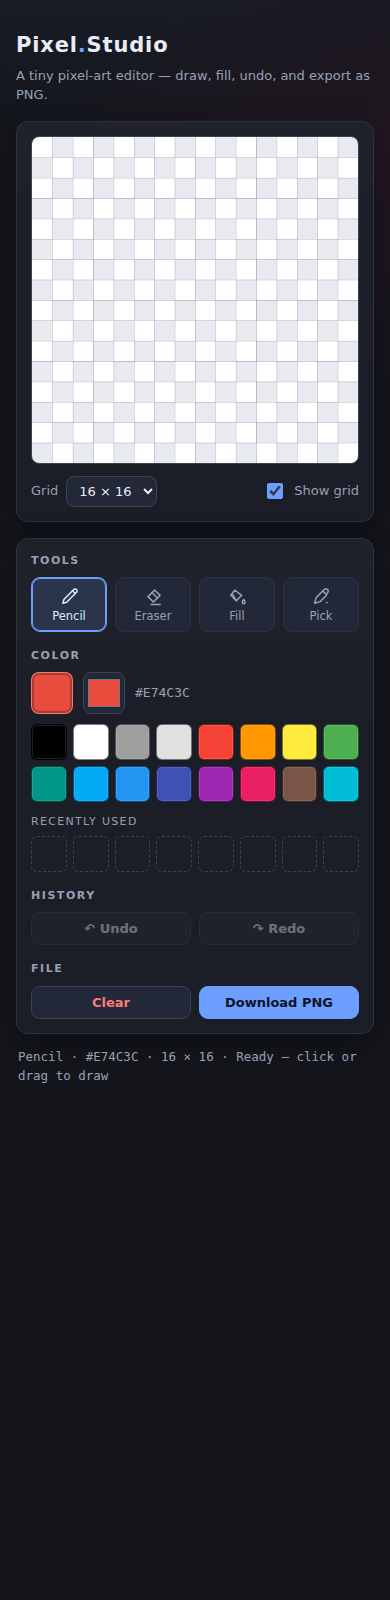 Pixel.Studio
A tiny pixel-art editor — draw, fill, undo, and export as
PNG.
Grid 16 × 16 Show grid
TOOLS
Pencil Eraser Fill Pick
COLOR
#E74C3C
RECENTLY USED
HISTORY
↶ Undo ↷ Redo
FILE
Clear Download PNG
Pencil · #E74C3C · 16 × 16 · Ready — click or
drag to draw